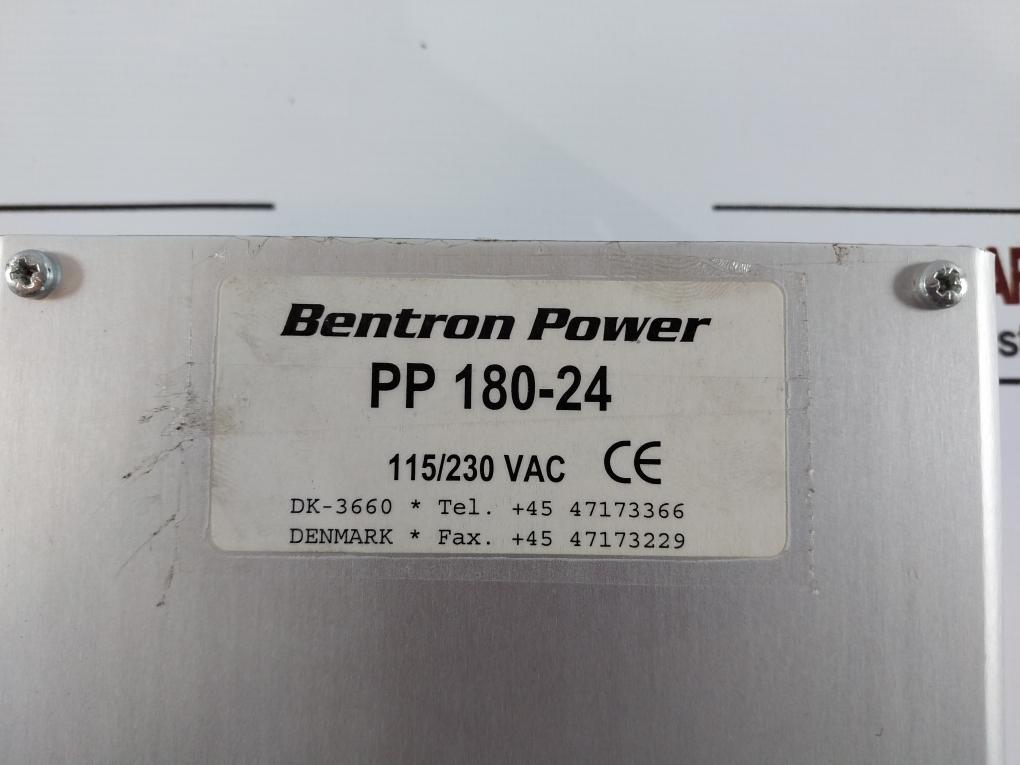 Bentron Power
PP 180-24
115/230 VAC CE
DK-3660 * Tel. +45 47173366
DENMARK * Fax. +45 47173229